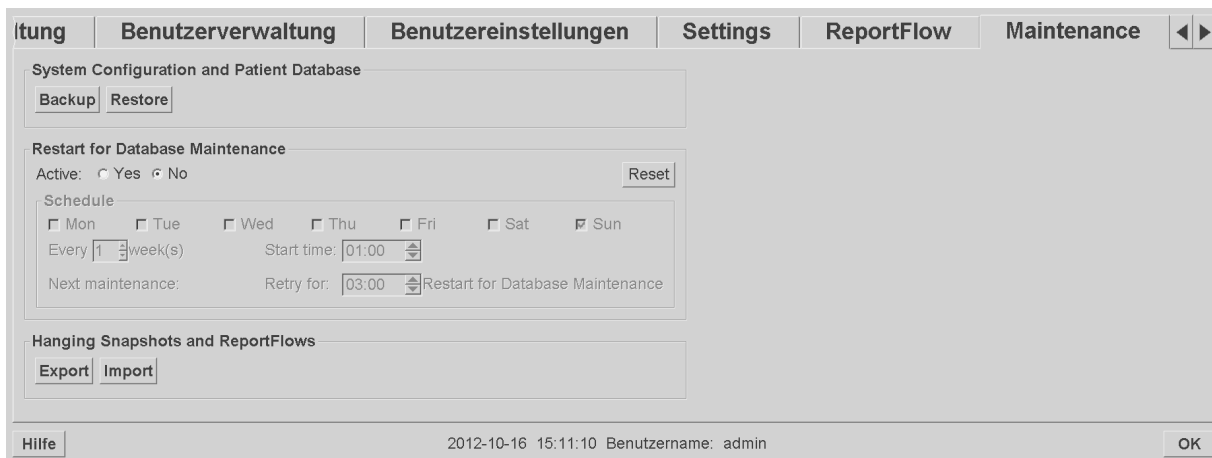 ltung Benutzerverwaltung Benutzereinstellungen Settings ReportFlow Maintenance
System Configuration and Patient Database
Backup Restore
Restart for Database Maintenance
Active: Yes No Reset
Schedule
Mon Tue Wed Thu Fri Sat Sun
Every 1 week(s) Start time: 01:00
Next maintenance: Retry for: 03:00 Restart for Database Maintenance
Hanging Snapshots and ReportFlows
Export Import
Hilfe 2012-10-16 15:11:10 Benutzername: admin OK